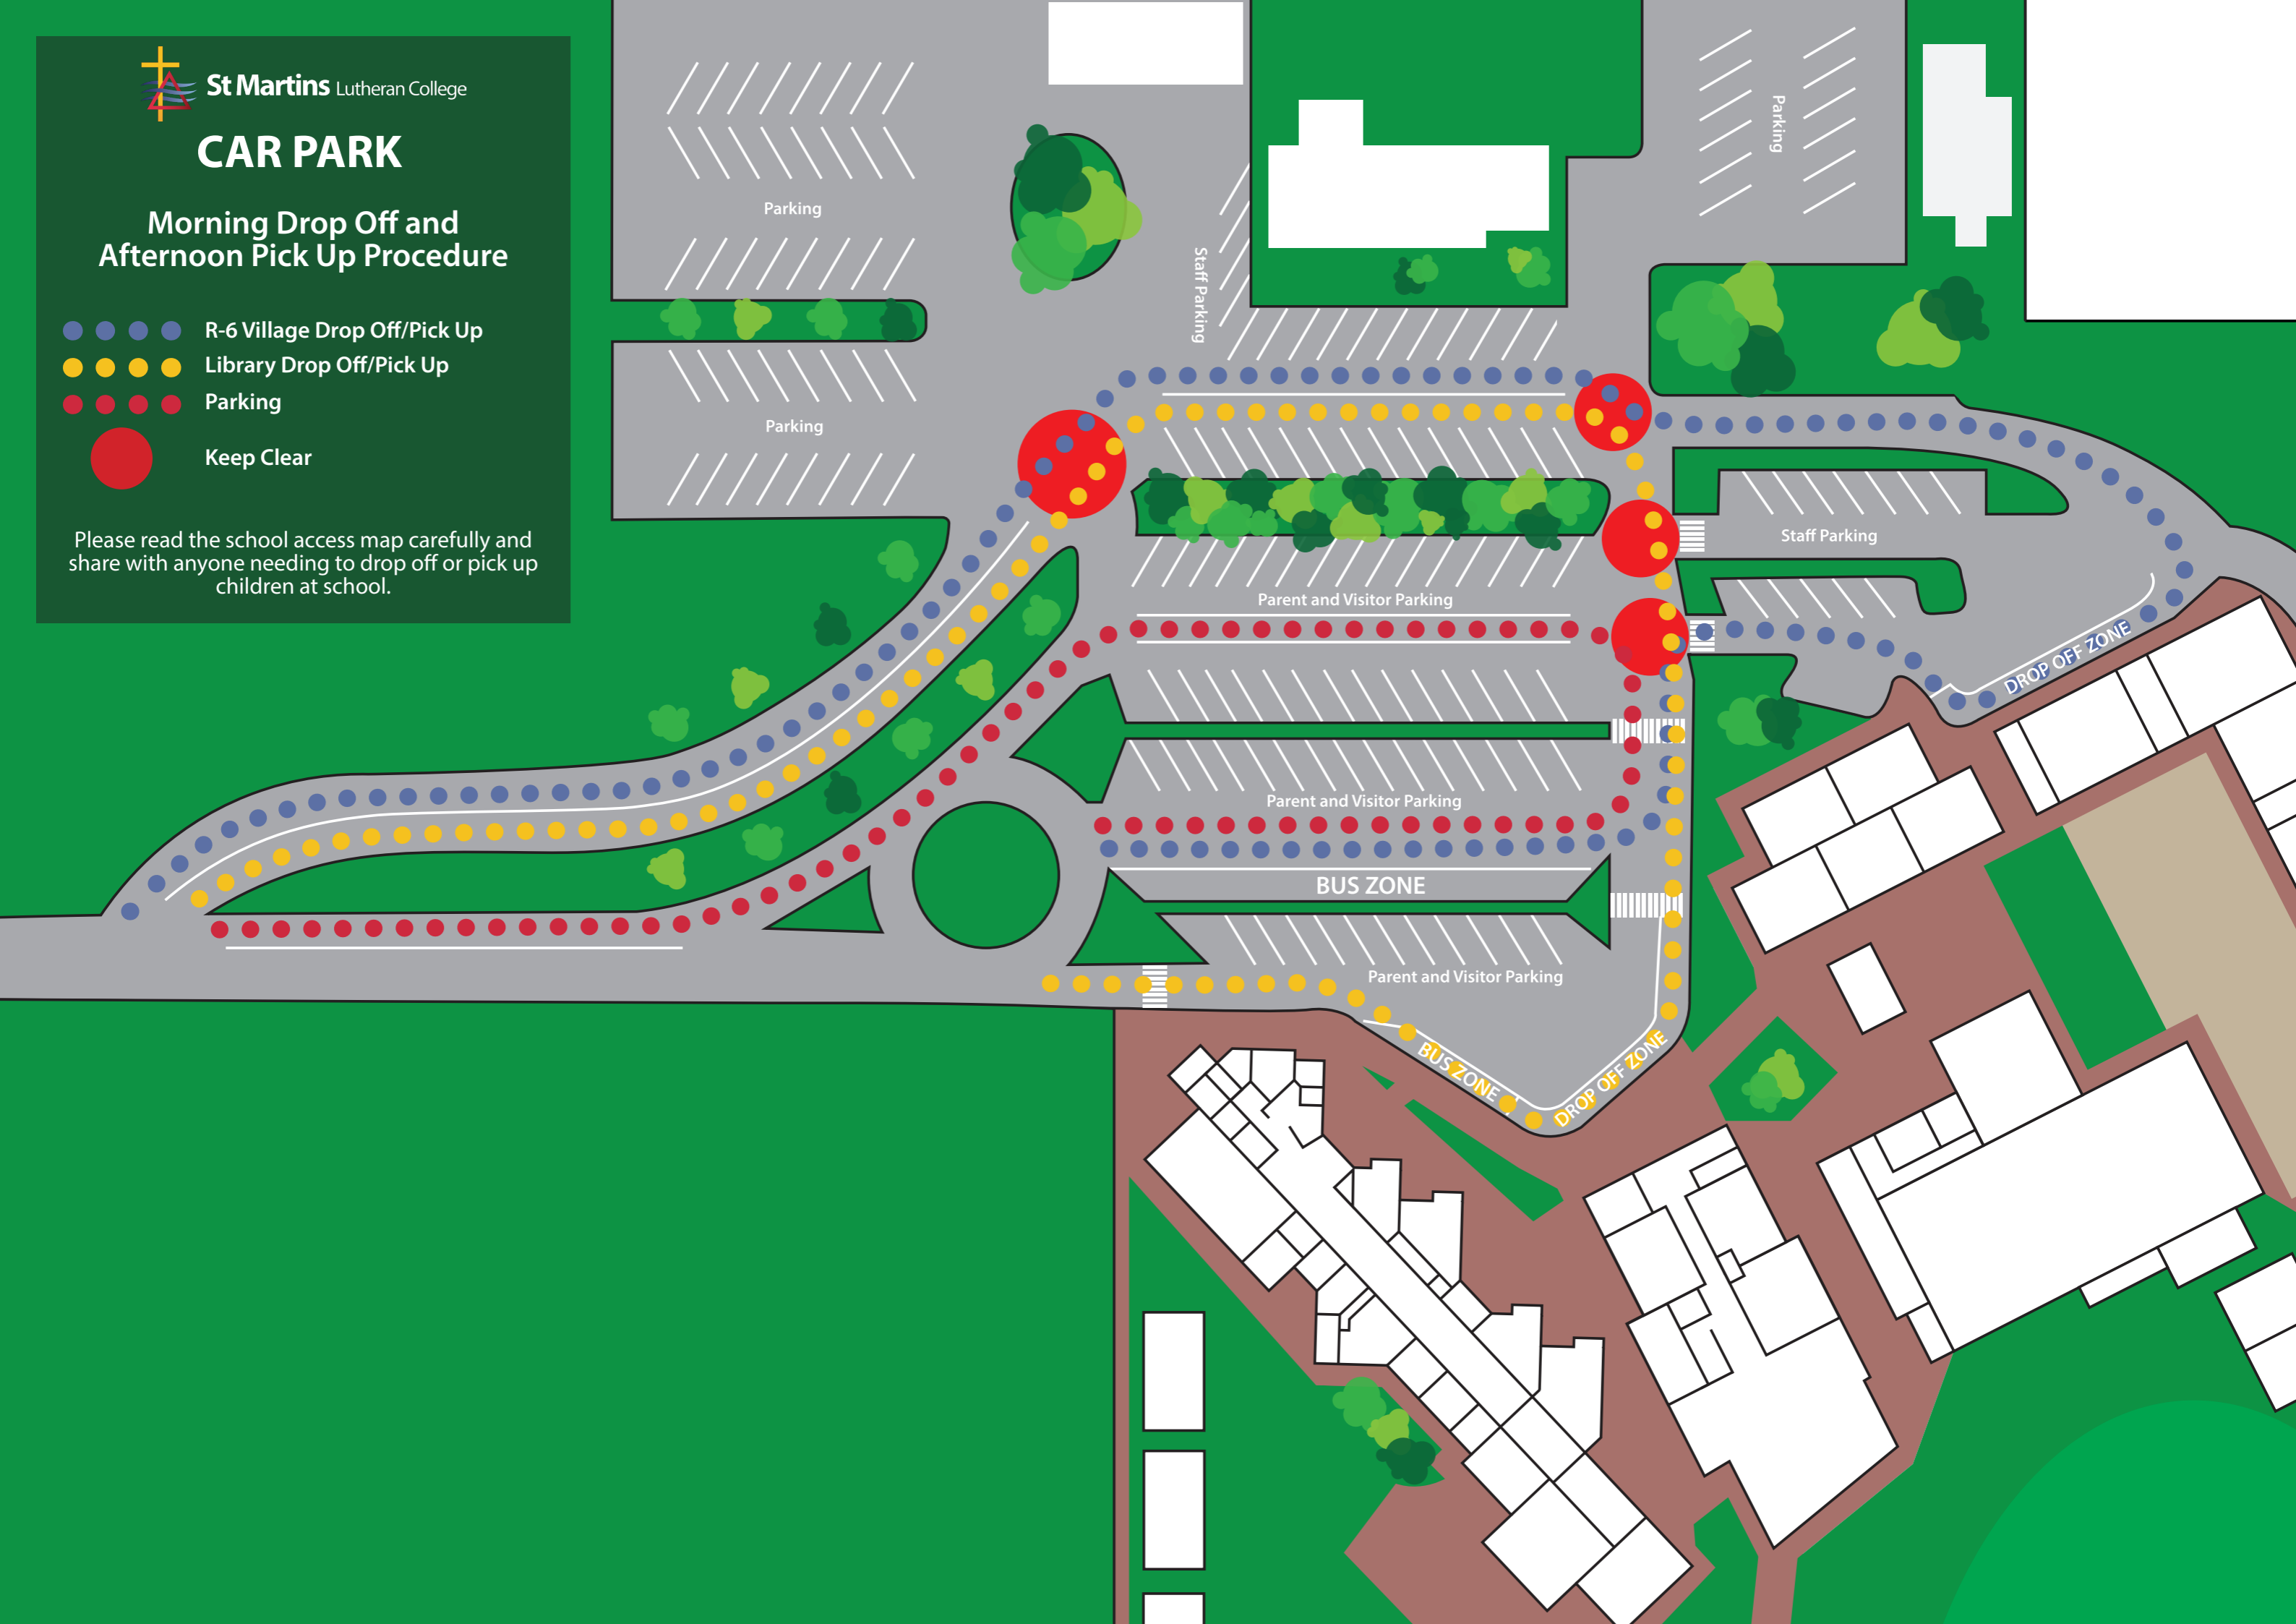 St Martins Lutheran College
CAR PARK
Morning Drop Off and
Afternoon Pick Up Procedure
R-6 Village Drop Off/Pick Up
Library Drop Off/Pick Up
Parking
Keep Clear
Please read the school access map carefully and
share with anyone needing to drop off or pick up
children at school.
Parking
Parking
Staff Parking
Parking
Staff Parking
Parent and Visitor Parking
DROP OFF ZONE
Parent and Visitor Parking
BUS ZONE
Parent and Visitor Parking
BUS ZONE
DROP OFF ZONE